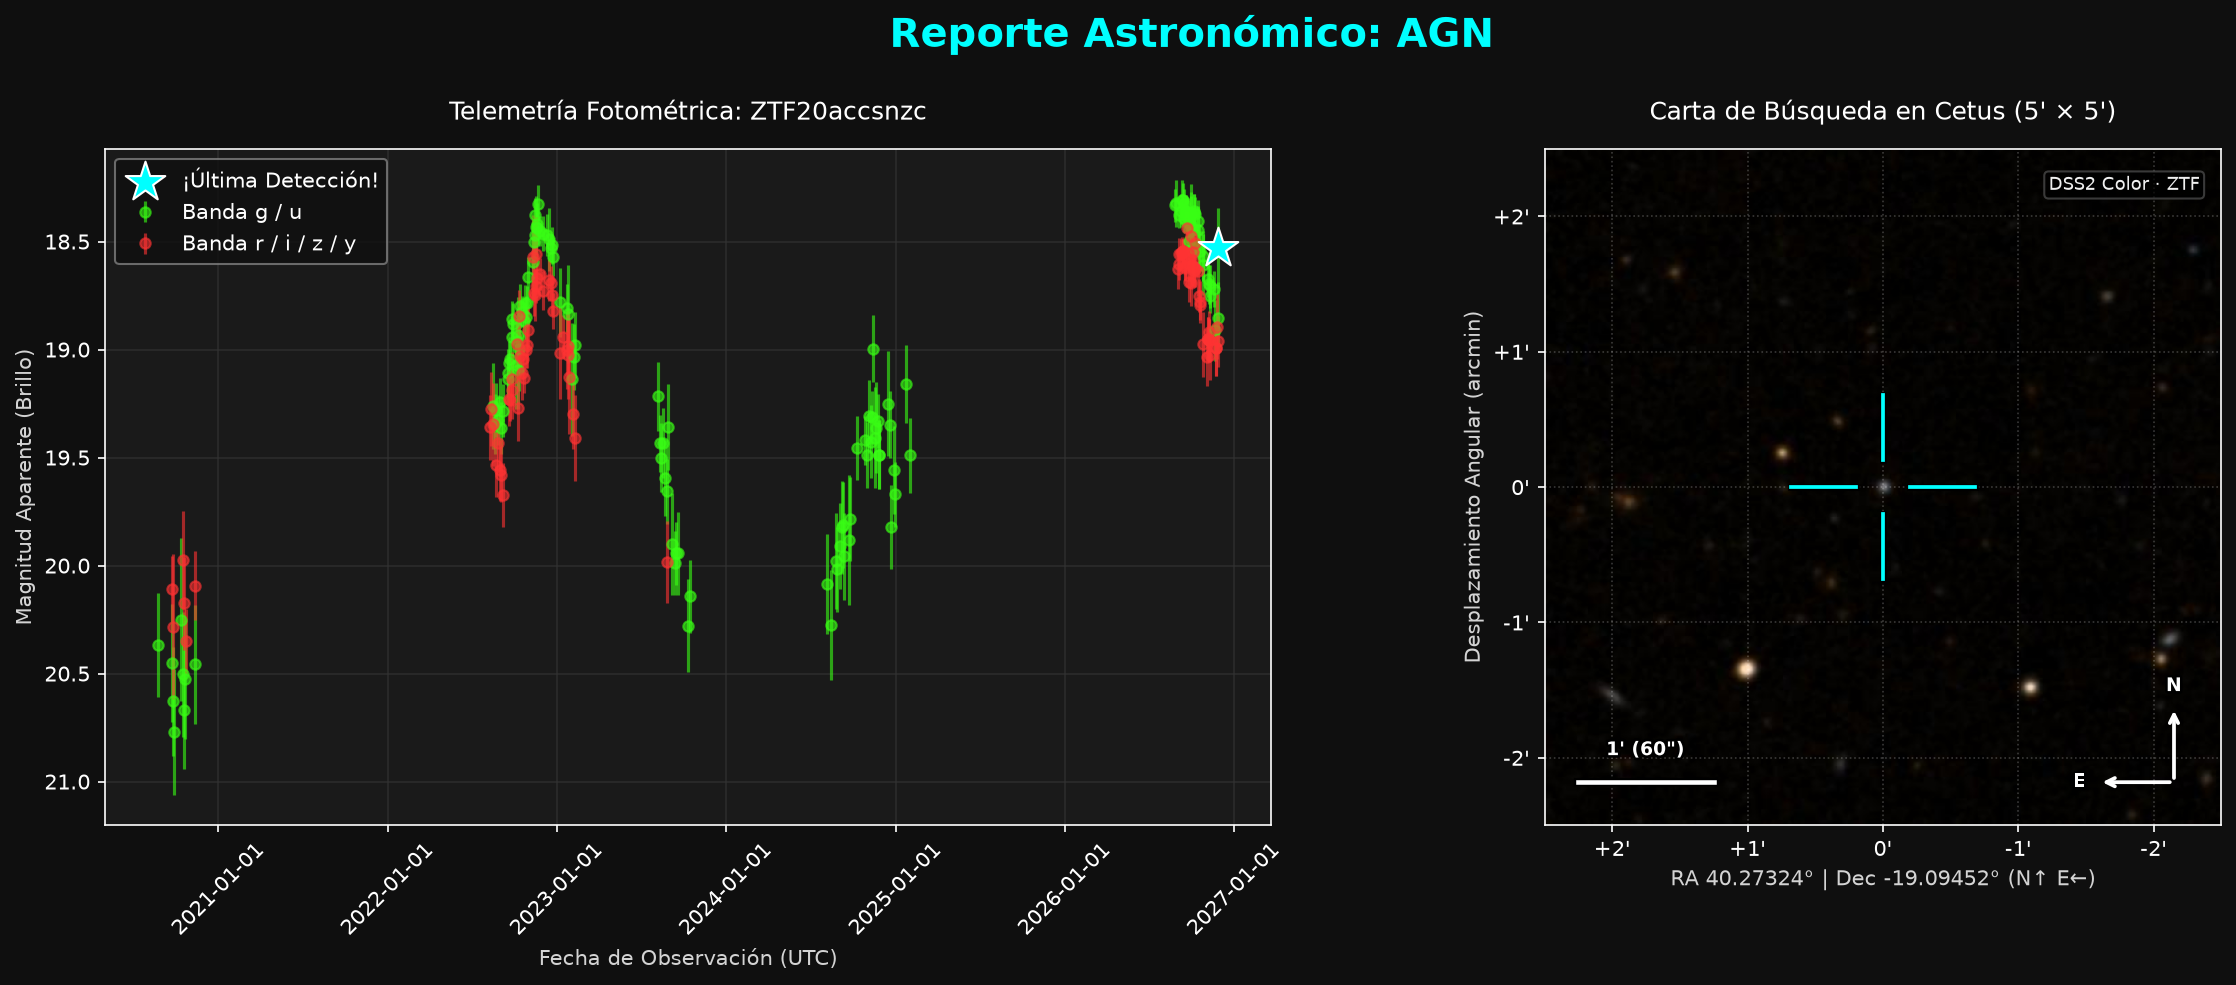 Reporte Astronómico: AGN
Telemetría Fotométrica: ZTF20accsnzc
¡Última Detección!
Banda g / u
Banda r / i / z / y
Magnitud Aparente (Brillo)
18.5
19.0
19.5
20.0
20.5
21.0
2021-01-01
2022-01-01
2023-01-01
2024-01-01
2025-01-01
2026-01-01
2027-01-01
Fecha de Observación (UTC)
Carta de Búsqueda en Cetus (5' × 5')
DSS2 Color · ZTF
Desplazamiento Angular (arcmin)
+2'
+1'
0'
-1'
-2'
N
E
1' (60")
+2'
+1'
0'
-1'
-2'
RA 40.27324° | Dec -19.09452° (N↑ E←)